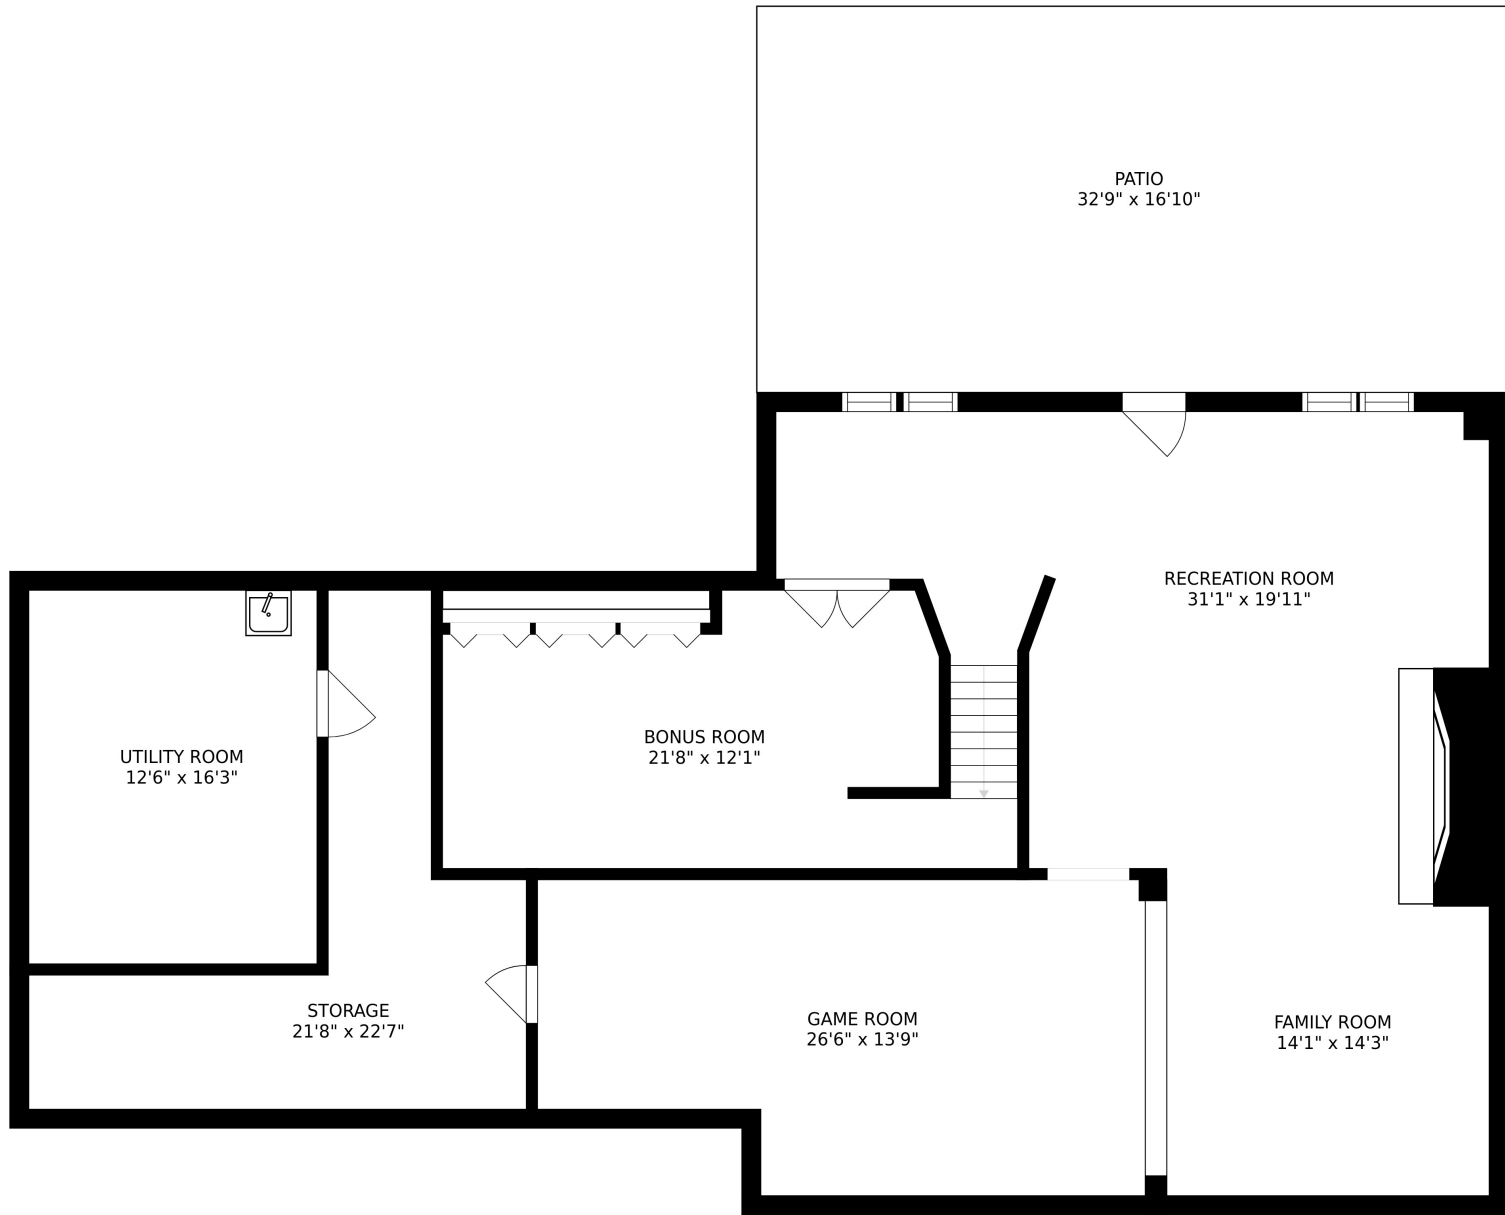 PATIO
32'9" x 16'10"
RECREATION ROOM
31'1" x 19'11"
BONUS ROOM
21'8" x 12'1"
UTILITY ROOM
12'6" x 16'3"
STORAGE
21'8" x 22'7"
GAME ROOM
26'6" x 13'9"
FAMILY ROOM
14'1" x 14'3"